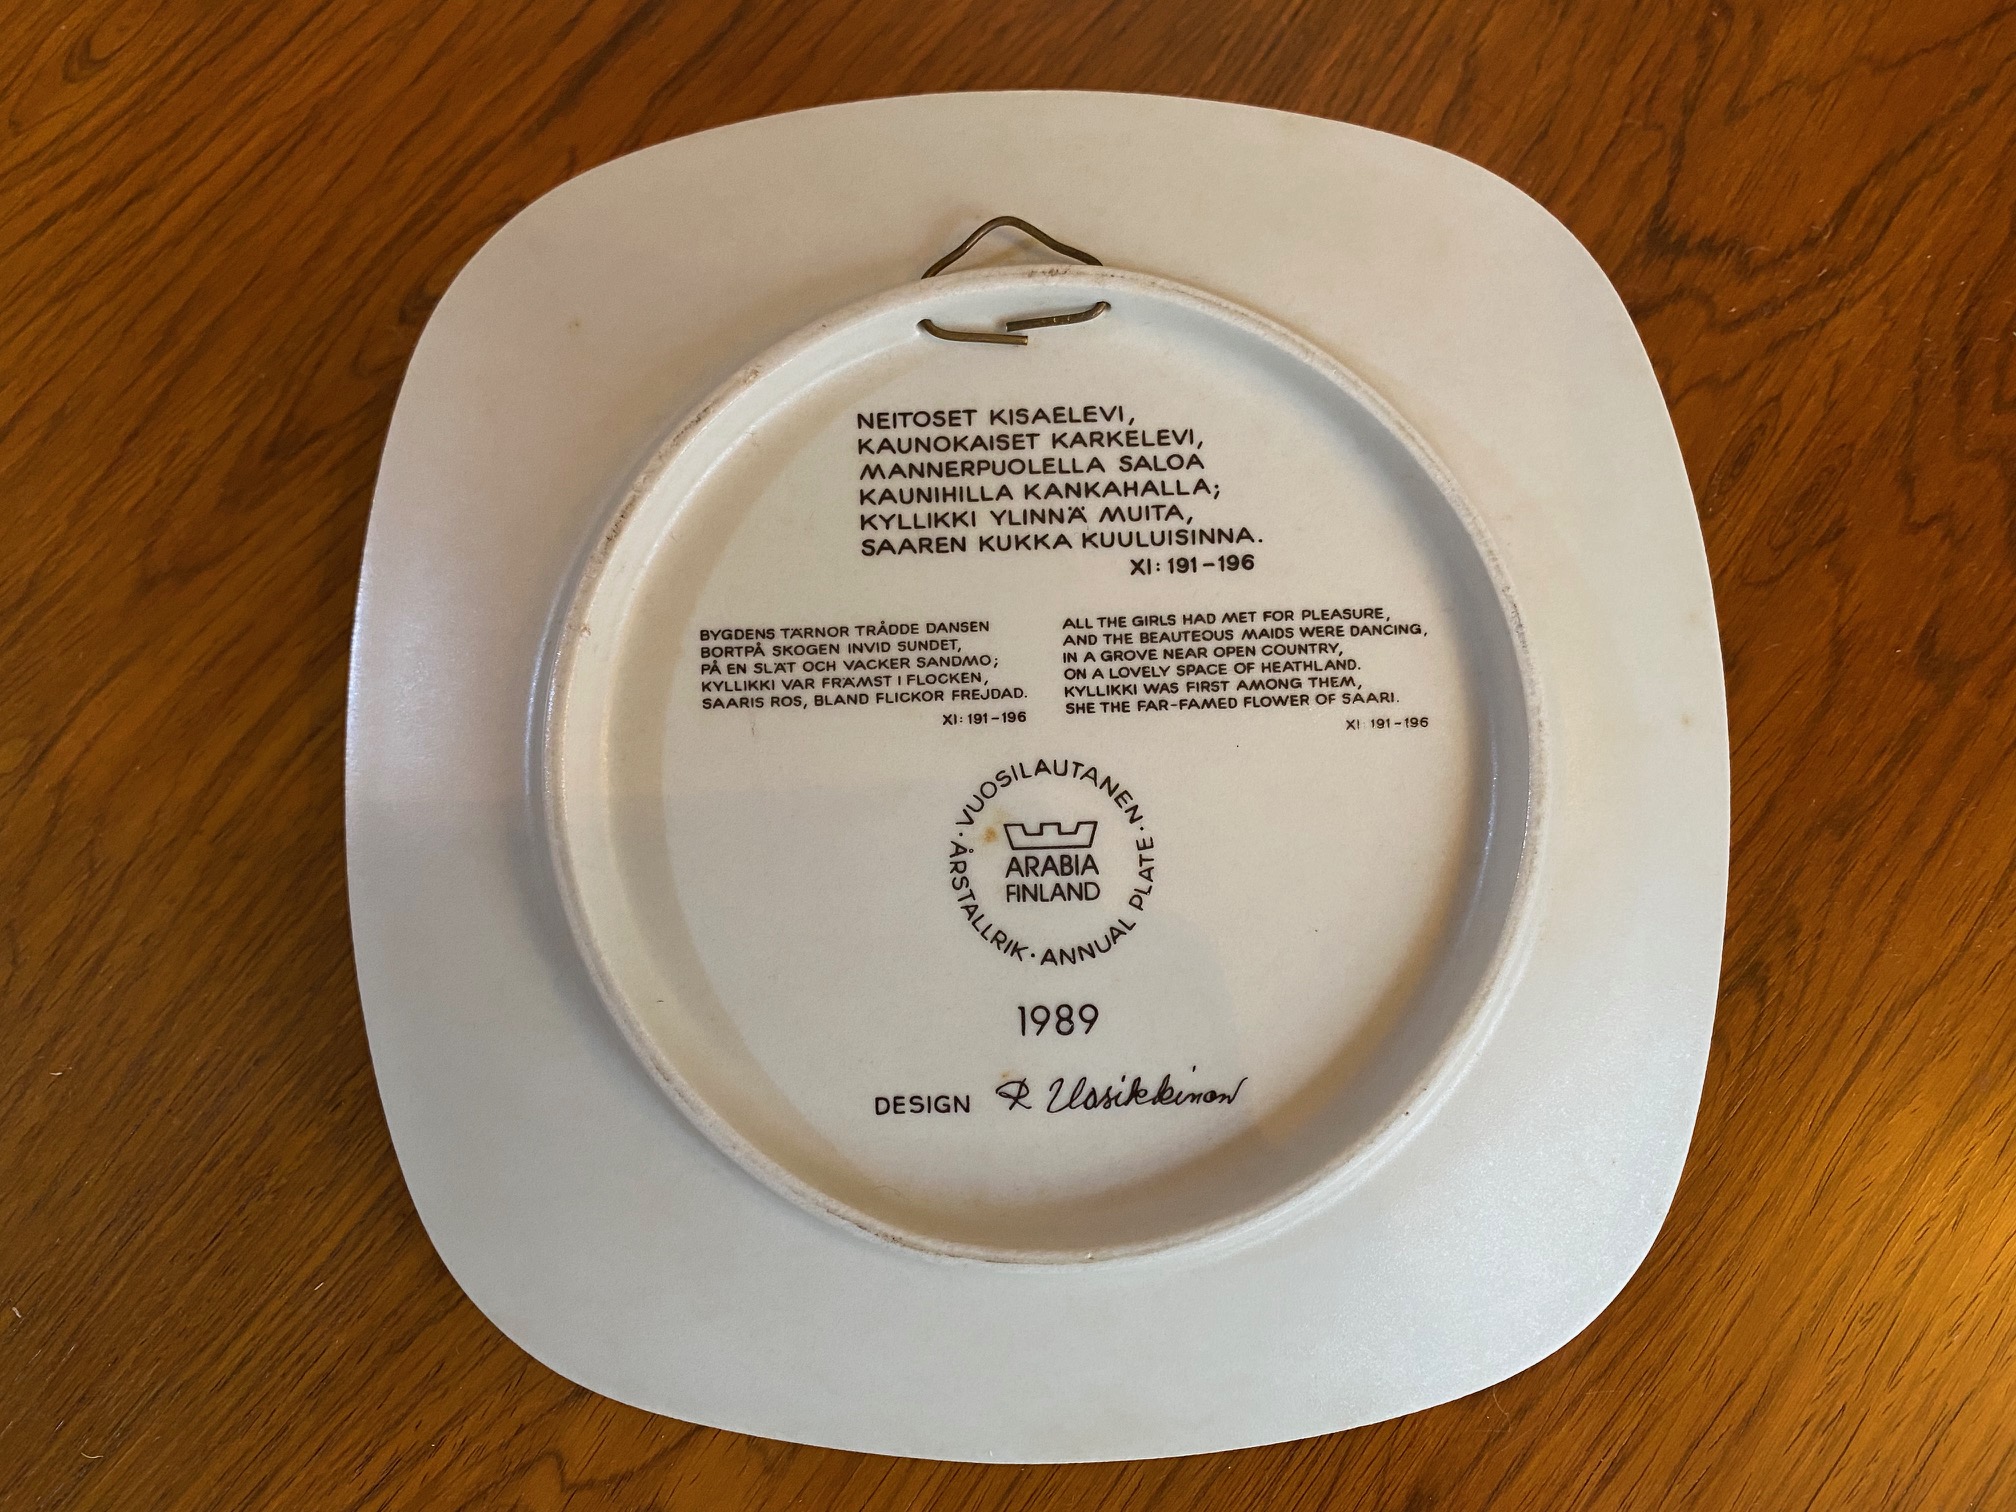 NEITOSET KISAELEVI,
KAUNOKAISET KARKELEVI,
MANNERPUOLELLA SALOA
KAUNIHILLA KANKAHALLA;
KYLLIKKI YLINNÄ MUITA,
SAAREN KUKKA KUULUISINNA.
XI: 191-196
BYGDENS TÄRNOR TRÅDDE DANSEN
BORTPÅ SKOGEN INVID SUNDET,
PÅ EN SLÄT OCH VACKER SANDMO;
KYLLIKKI VAR FRÄMST I FLOCKEN,
SAARIS ROS, BLAND FLICKOR FREJDAD.
XI: 191-196
ALL THE GIRLS HAD MET FOR PLEASURE,
AND THE BEAUTEOUS MAIDS WERE DANCING,
IN A GROVE NEAR OPEN COUNTRY,
ON A LOVELY SPACE OF HEATHLAND.
KYLLIKKI WAS FIRST AMONG THEM,
SHE THE FAR-FAMED FLOWER OF SAARI.
XI: 191-196
· VUOSILAUTANEN · ANNUAL PLATE · ÅRSTALLRIK
ARABIA
FINLAND
1989
DESIGN R Uosikkinen